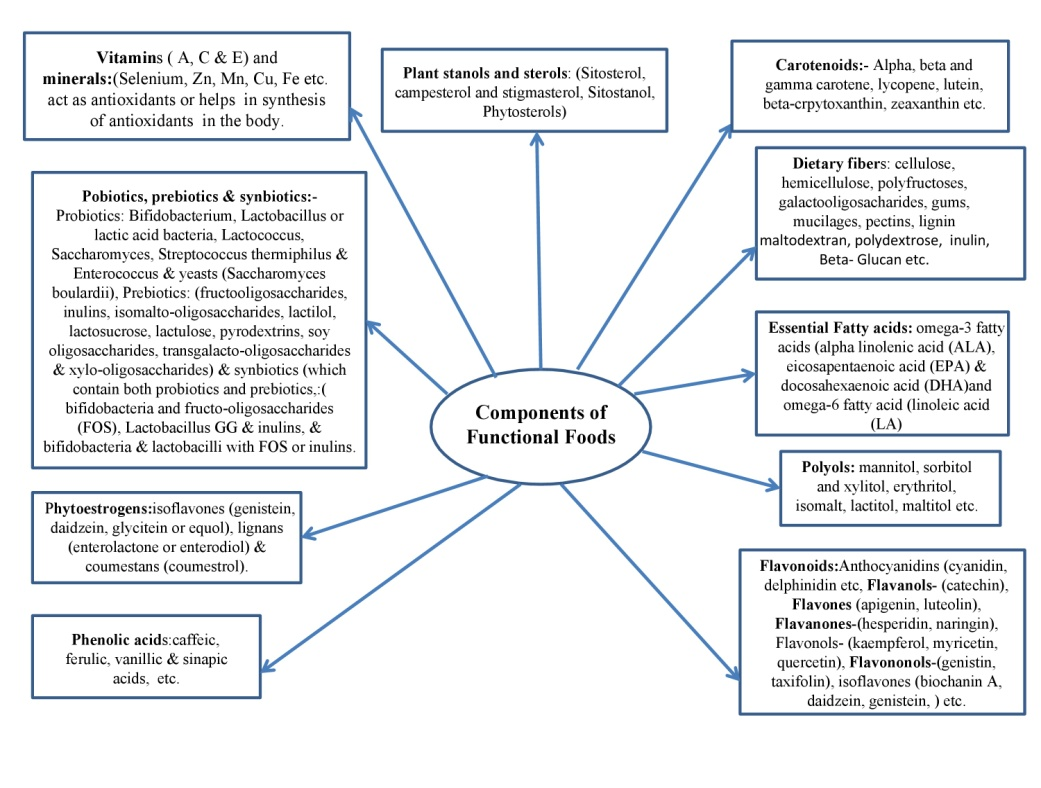 Vitamins ( A, C & E) and
minerals:(Selenium, Zn, Mn, Cu, Fe etc.
act as antioxidants or helps in synthesis
of antioxidants in the body.
Plant stanols and sterols: (Sitosterol,
campesterol and stigmasterol, Sitostanol,
Phytosterols)
Carotenoids:- Alpha, beta and
gamma carotene, lycopene, lutein,
beta-crpytoxanthin, zeaxanthin etc.
Pobiotics, prebiotics & synbiotics:-
Probiotics: Bifidobacterium, Lactobacillus or
lactic acid bacteria, Lactococcus,
Saccharomyces, Streptococcus thermiphilus &
Enterococcus & yeasts (Saccharomyces
boulardii), Prebiotics: (fructooligosaccharides,
inulins, isomalto-oligosaccharides, lactilol,
lactosucrose, lactulose, pyrodextrins, soy
oligosaccharides, transgalacto-oligosaccharides
& xylo-oligosaccharides) & synbiotics (which
contain both probiotics and prebiotics,:(
bifidobacteria and fructo-oligosaccharides
(FOS), Lactobacillus GG & inulins, &
bifidobacteria & lactobacilli with FOS or inulins.
Dietary fibers: cellulose,
hemicellulose, polyfructoses,
galactooligosaccharides, gums,
mucilages, pectins, lignin
maltodextran, polydextrose, inulin,
Beta- Glucan etc.
Essential Fatty acids: omega-3 fatty
acids (alpha linolenic acid (ALA),
eicosapentaenoic acid (EPA) &
docosahexaenoic acid (DHA)and
omega-6 fatty acid (linoleic acid
(LA)
Components of
Functional Foods
Polyols: mannitol, sorbitol
and xylitol, erythritol,
isomalt, lactitol, maltitol etc.
Phytoestrogens:isoflavones (genistein,
daidzein, glycitein or equol), lignans
(enterolactone or enterodiol) &
coumestans (coumestrol).
Flavonoids:Anthocyanidins (cyanidin,
delphinidin etc, Flavanols- (catechin),
Flavones (apigenin, luteolin),
Flavanones-(hesperidin, naringin),
Flavonols- (kaempferol, myricetin,
quercetin), Flavononols-(genistin,
taxifolin), isoflavones (biochanin A,
daidzein, genistein, ) etc.
Phenolic acids:caffeic,
ferulic, vanillic & sinapic
acids, etc.